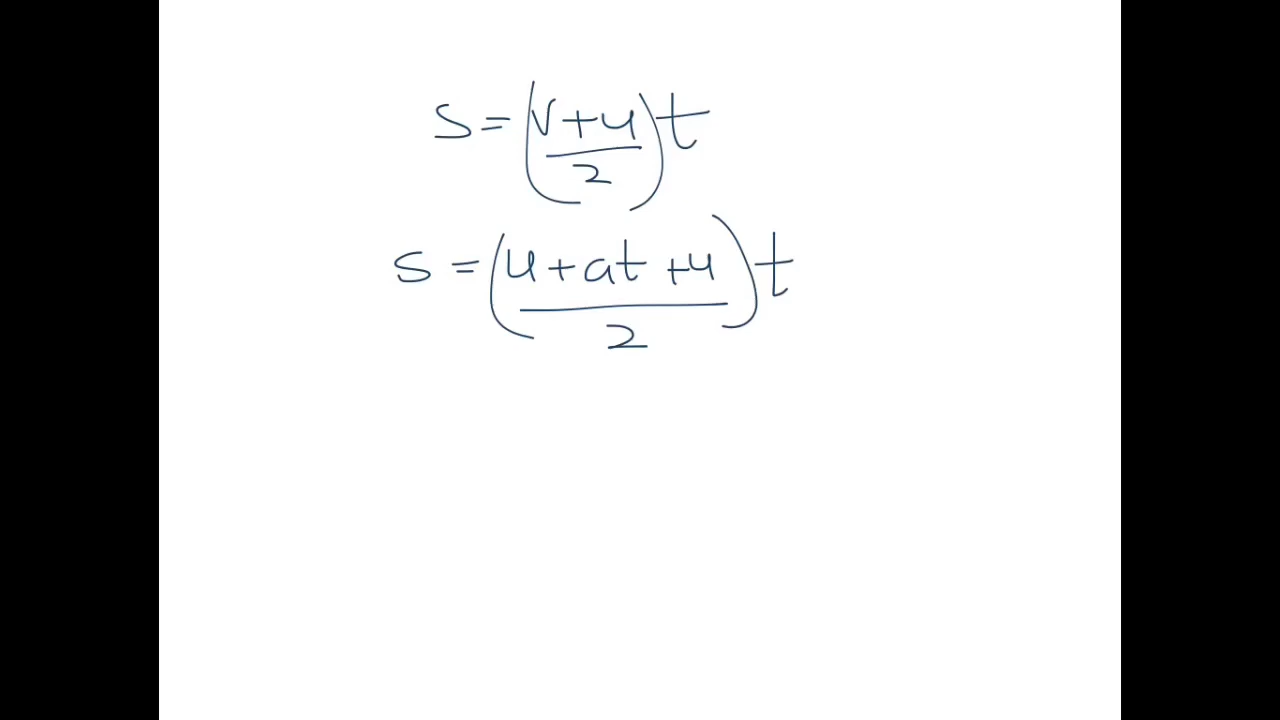 s = (v+u/2)t
s = (u+at+u/2)t